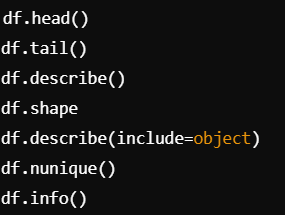 df.head()
df.tail()
df.describe()
df.shape
df.describe(include=object)
df.nunique()
df.info()